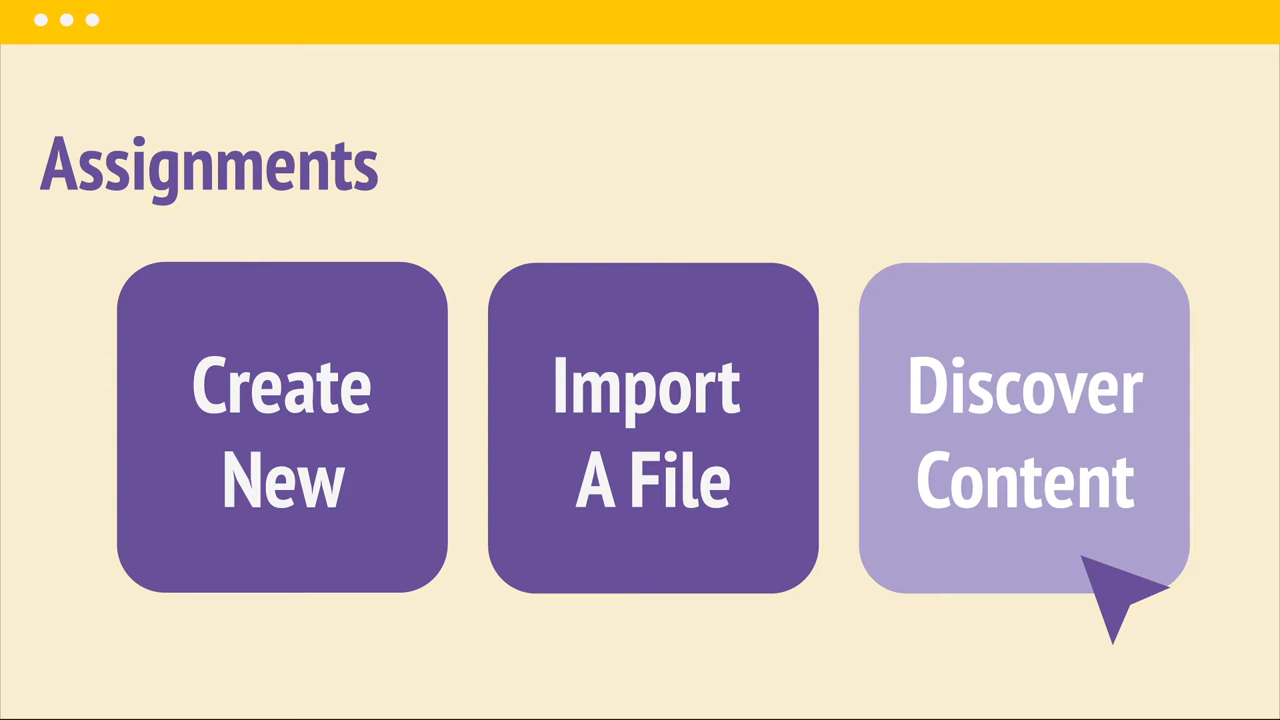 Assignments
Create
New
Import
A File
Discover
Content